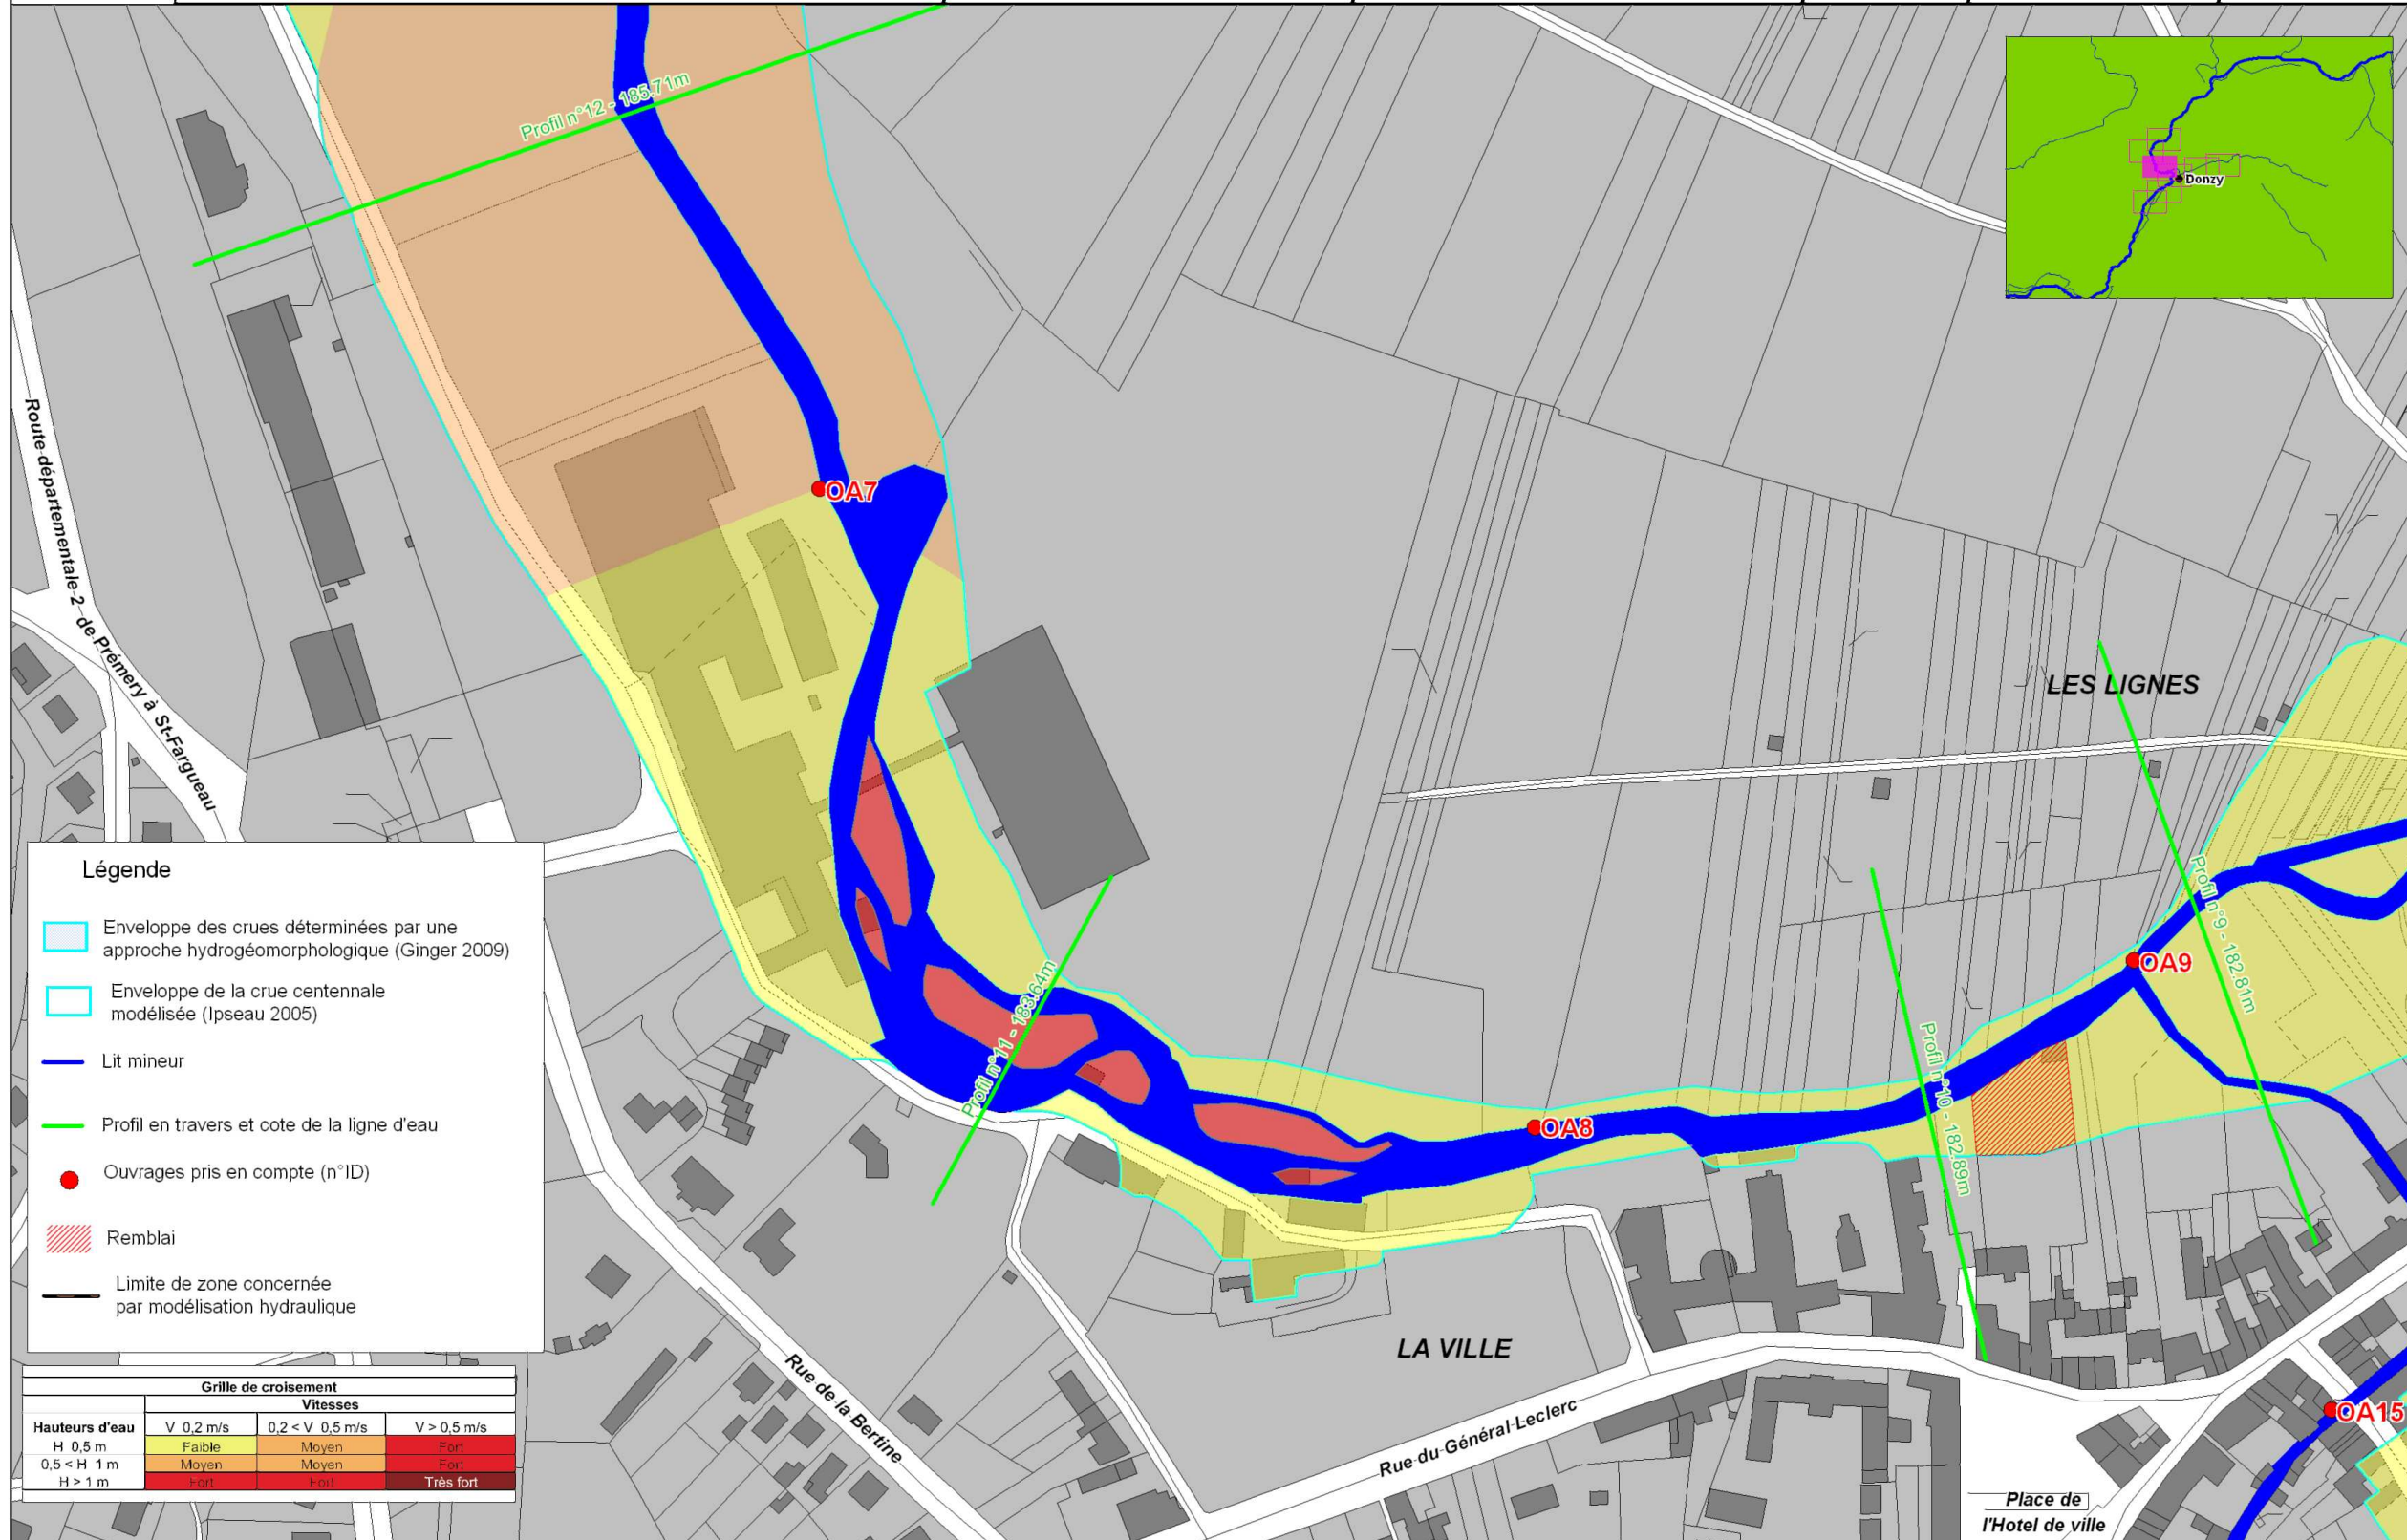 Profil n°12 - 185.71m
Donzy
Route départementale 2 de Prémery à St-Fargueau
OA7
LES LIGNES
OA9
Profil n°9 - 182.81m
Profil n°11 - 183.64m
OA8
Profil n°10 - 182.89m
Légende
Enveloppe des crues déterminées par une
approche hydrogéomorphologique (Ginger 2009)
Enveloppe de la crue centennale
modélisée (Ipseau 2005)
Lit mineur
Profil en travers et cote de la ligne d'eau
Ouvrages pris en compte (n°ID)
Remblai
Limite de zone concernée
par modélisation hydraulique
LA VILLE
Rue de la Bertine
Rue du Général Leclerc
OA15
Place de
l'Hotel de ville
Grille de croisement
Vitesses
Hauteurs d'eau V 0,2 m/s 0,2 < V 0,5 m/s V > 0,5 m/s
H 0,5 m Faible Moyen Fort
0,5 < H 1 m Moyen Moyen Fort
H > 1 m Fort Fort Très fort